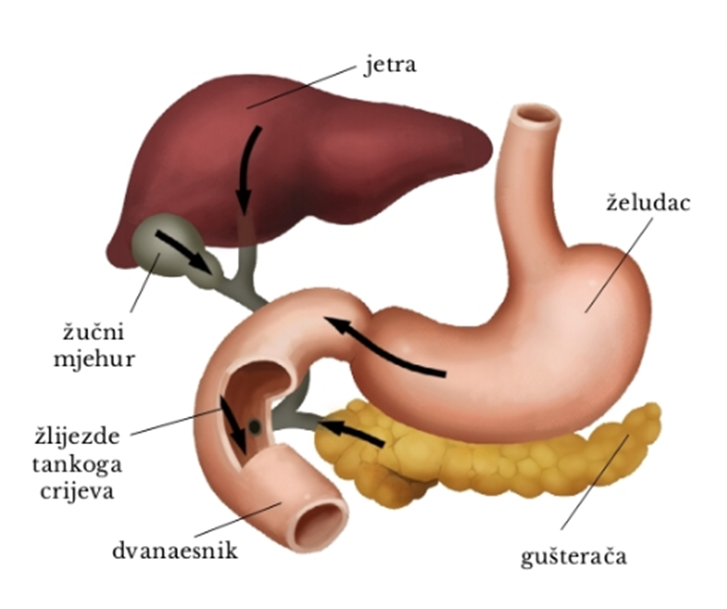 jetra
želudac
žučni
mjehur
žlijezde
tankoga
crijeva
dvanaesnik
gušterača